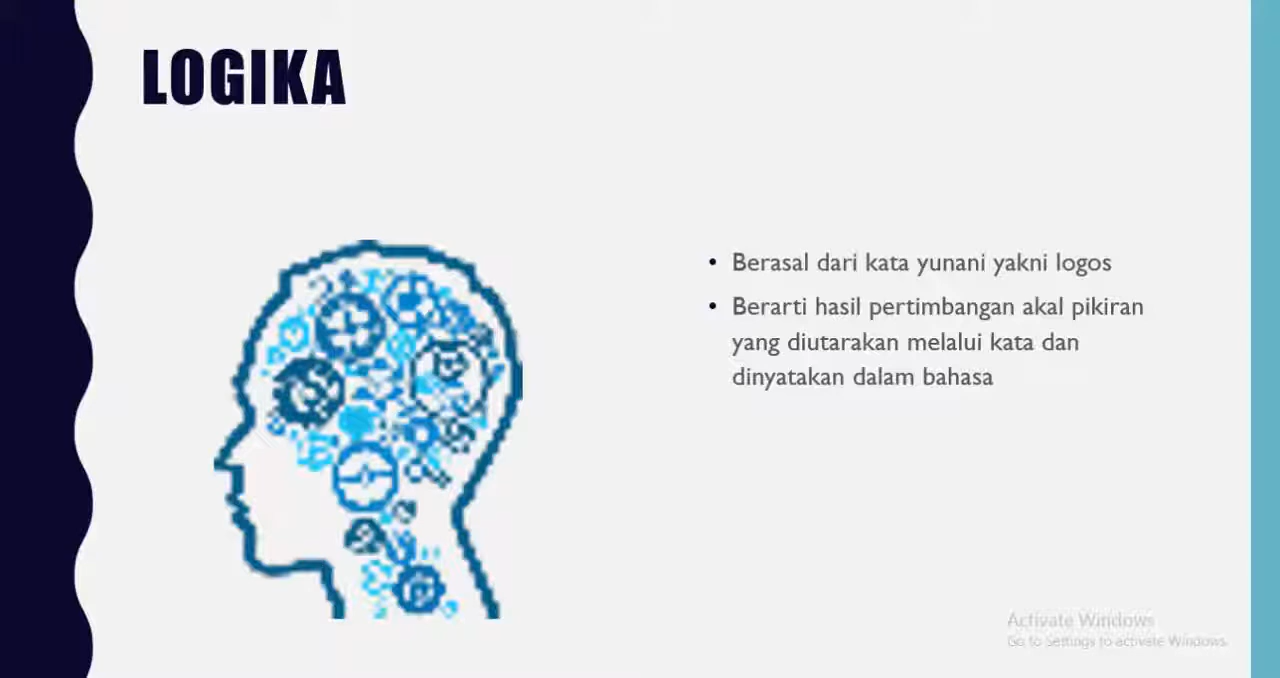 LOGIKA
• Berasal dari kata yunani yakni logos
• Berarti hasil pertimbangan akal pikiran
yang diutarakan melalui kata dan
dinyatakan dalam bahasa
Activate Windows
Go to Settings to activate Windows.